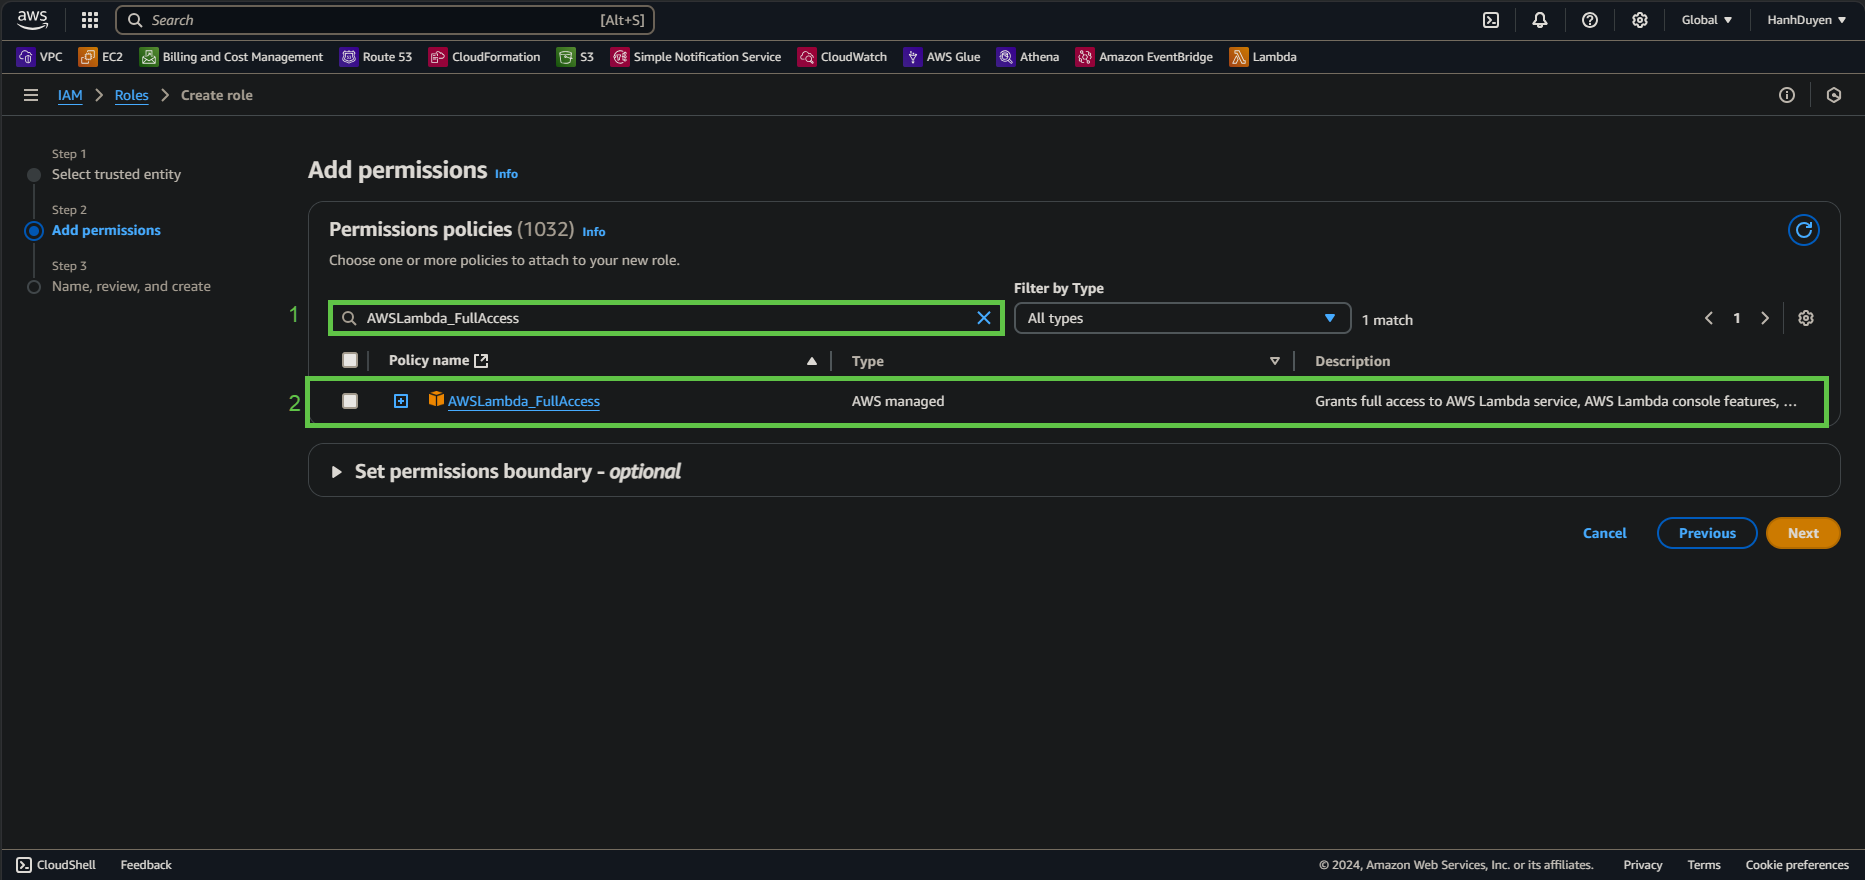 aws
Search [Alt+S] Global HanhDuyen
VPC EC2 Billing and Cost Management Route 53 CloudFormation S3 Simple Notification Service CloudWatch AWS Glue Athena Amazon EventBridge Lambda
IAM Roles Create role
Step 1
Select trusted entity
Step 2
Add permissions
Step 3
Name, review, and create
Add permissions Info
Permissions policies (1032) Info
Choose one or more policies to attach to your new role.
Filter by Type
1 AWSLambda_FullAccess All types 1 match 1
Policy name Type Description
2 AWSLambda_FullAccess AWS managed Grants full access to AWS Lambda service, AWS Lambda console features, ...
Set permissions boundary - optional
Cancel Previous Next
CloudShell Feedback © 2024, Amazon Web Services, Inc. or its affiliates. Privacy Terms Cookie preferences